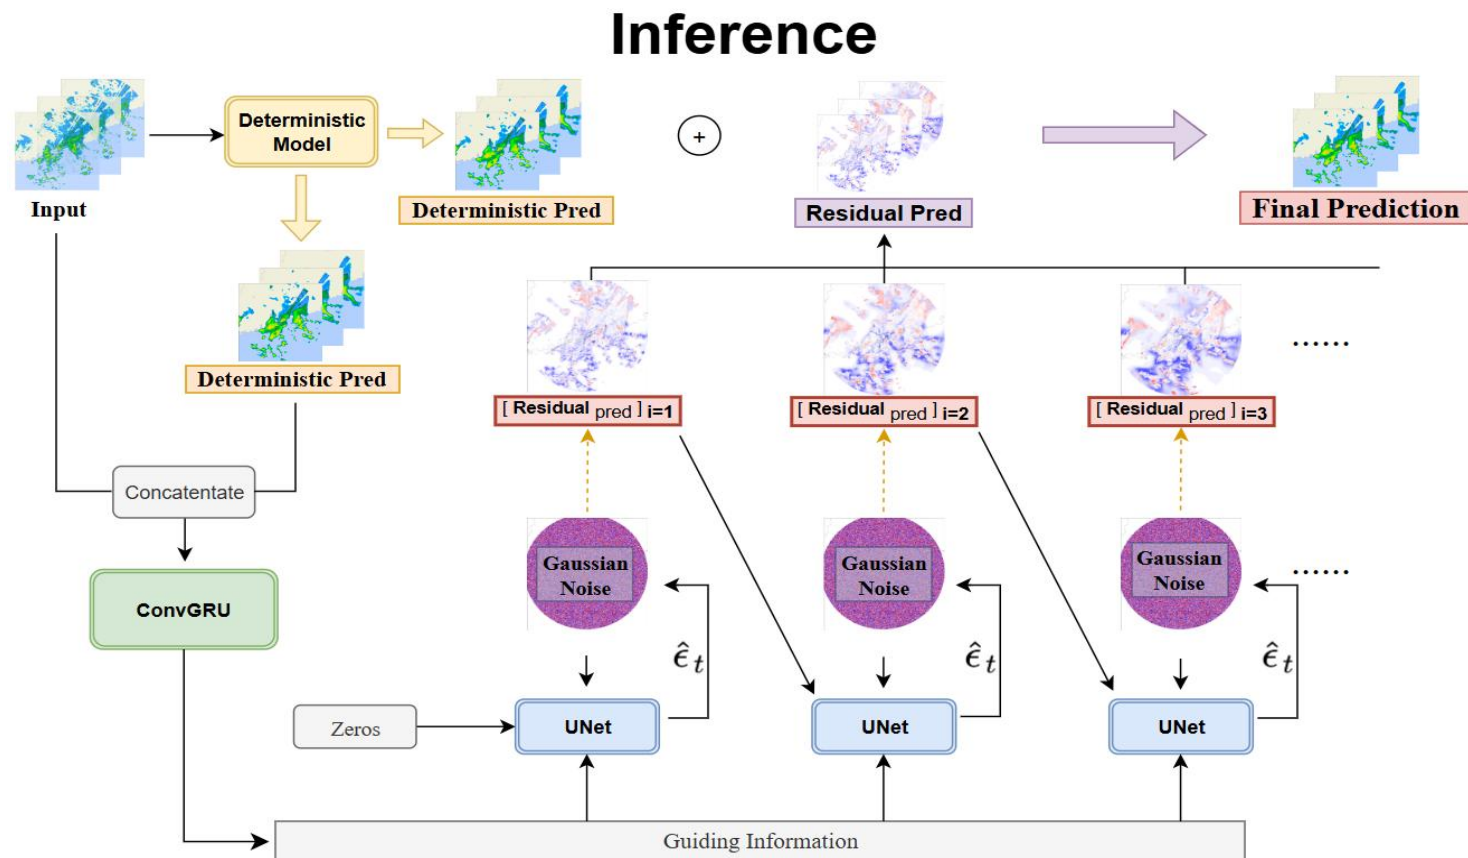 Inference
Deterministic
Model
+
Input
Deterministic Pred
Residual Pred
Final Prediction
Deterministic Pred
[ Residual pred ] i=1
[ Residual pred ] i=2
[ Residual pred ] i=3
......
Concatentate
Gaussian
Noise
Gaussian
Noise
Gaussian
Noise
......
ConvGRU
ε̂ t
ε̂ t
ε̂ t
Zeros
UNet
UNet
UNet
Guiding Information